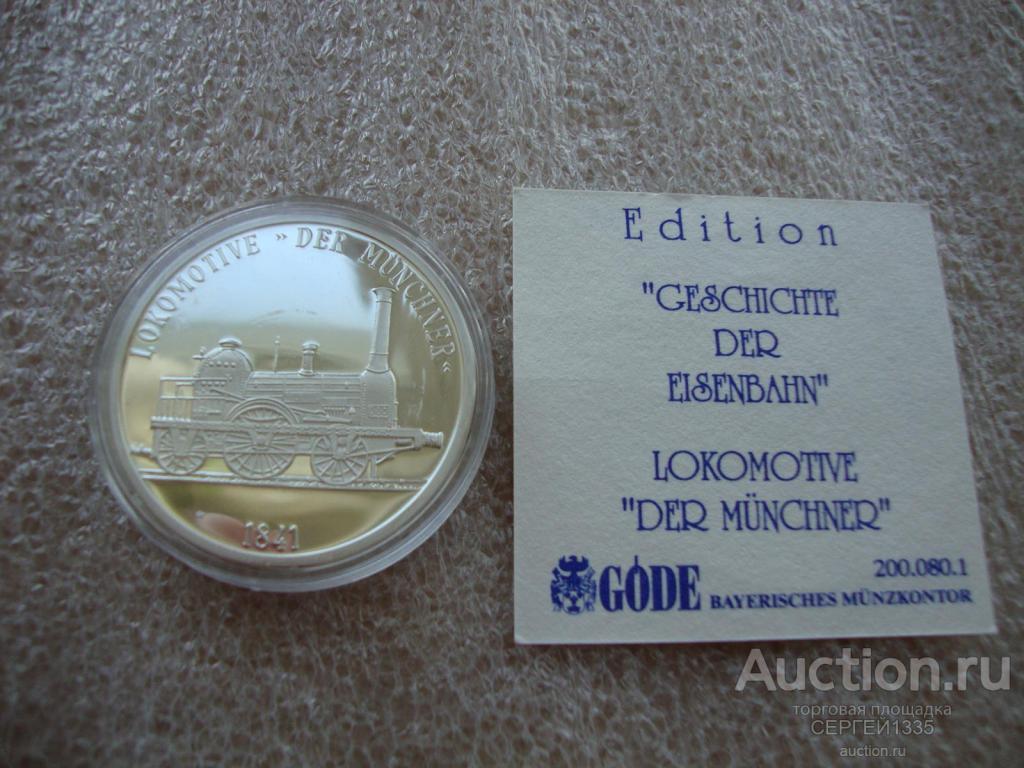 LOKOMOTIVE » DER MÜNCHNER «
1841
Edition
"GESCHICHTE
DER
EISENBAHN"
LOKOMOTIVE
"DER MÜNCHNER"
GÖDE
200.080.1
BAYERISCHES MÜNZKONTOR
Auction.ru
торговая площадка
СЕРГЕЙ1335
auction.ru